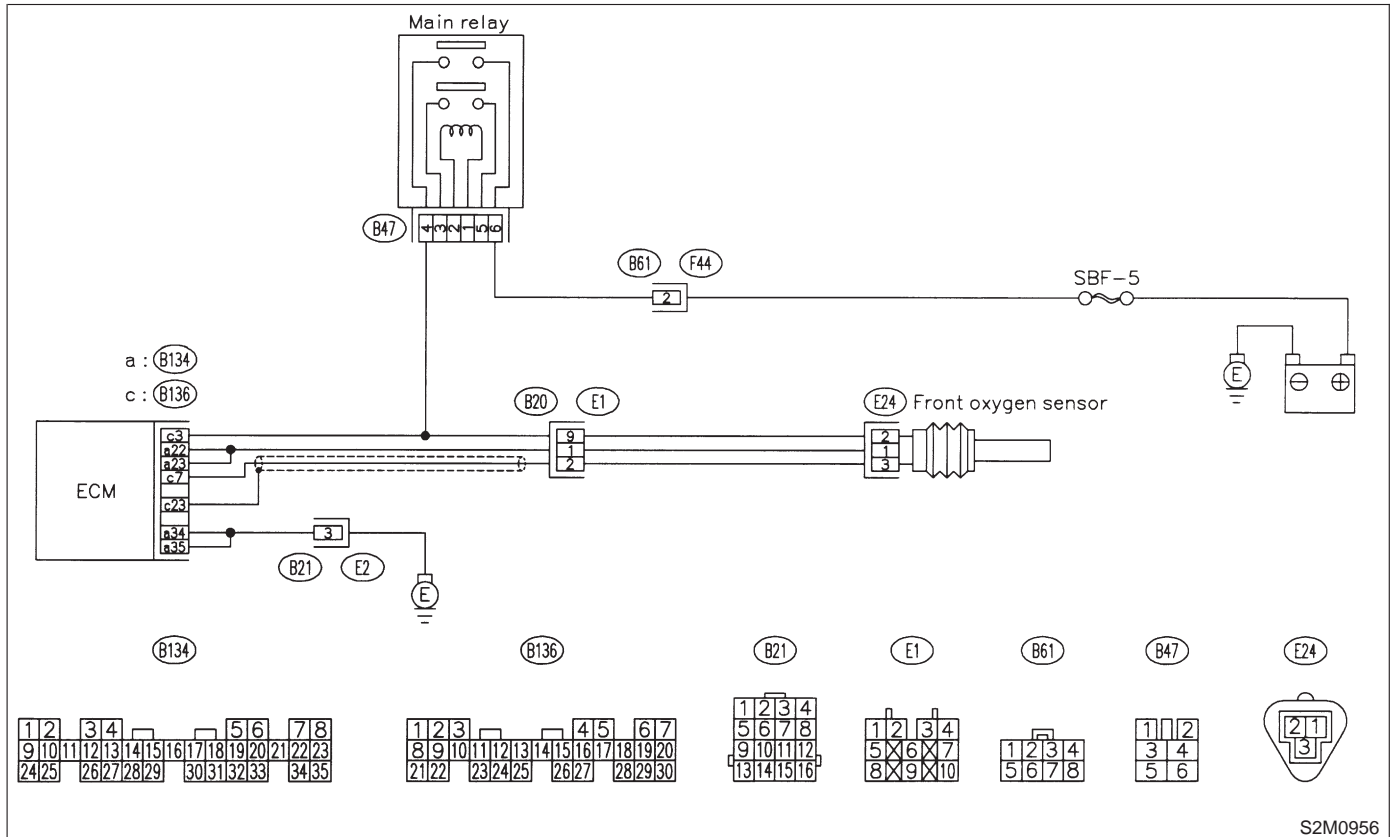 Main relay
B47
4 3 2 1 5 6
B61 F44
2
SBF-5
E
a : B134
c : B136
B20 E1
E24 Front oxygen sensor
ECM
c3
a22
a23
c7
c23
a34
a35
9
1
2
2
1
3
3
B21 E2
E
B134
B136
B21
E1
B61
B47
E24
1 2 3 4 5 6 7 8
9 10 11 12 13 14 15 16 17 18 19 20 21 22 23
24 25 26 27 28 29 30 31 32 33 34 35
1 2 3 4 5 6 7
8 9 10 11 12 13 14 15 16 17 18 19 20
21 22 23 24 25 26 27 28 29 30
1 2 3 4
5 6 7 8
9 10 11 12
13 14 15 16
1 2 3 4
5 6 7
8 9 10
1 2 3 4
5 6 7 8
1 2
3 4
5 6
2 1
3
S2M0956